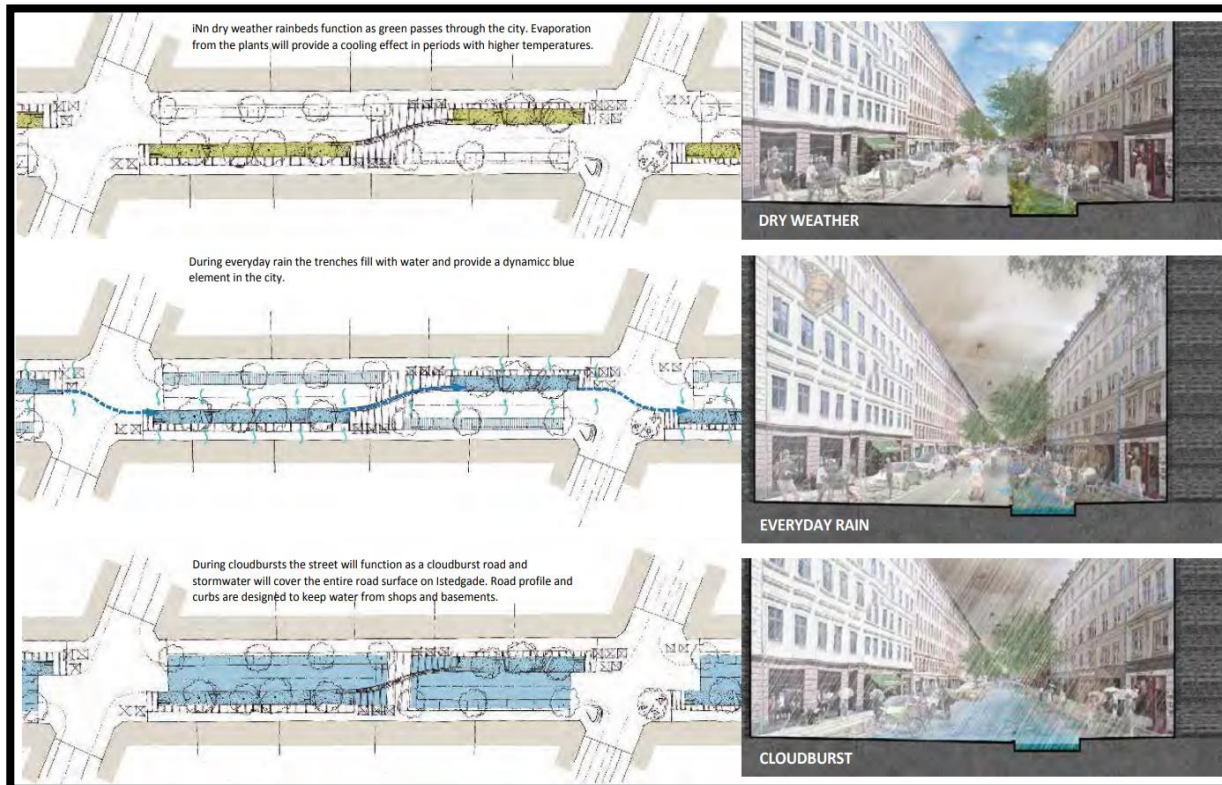 iNn dry weather rainbeds function as green passes through the city. Evaporation
from the plants will provide a cooling effect in periods with higher temperatures.
DRY WEATHER
During everyday rain the trenches fill with water and provide a dynamicc blue
element in the city.
EVERYDAY RAIN
During cloudbursts the street will function as a cloudburst road and
stormwater will cover the entire road surface on Istedgade. Road profile and
curbs are designed to keep water from shops and basements.
CLOUDBURST